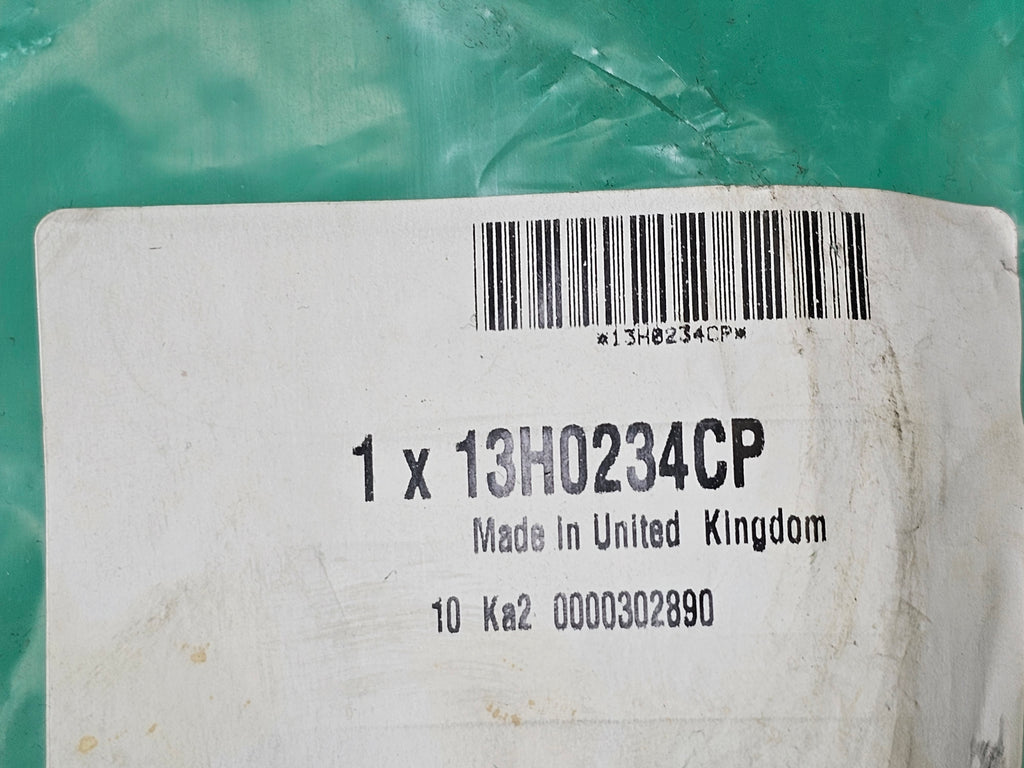 *13H0234CP*
1 x 13H0234CP
Made in United Kingdom
10 Ka2 0000302890